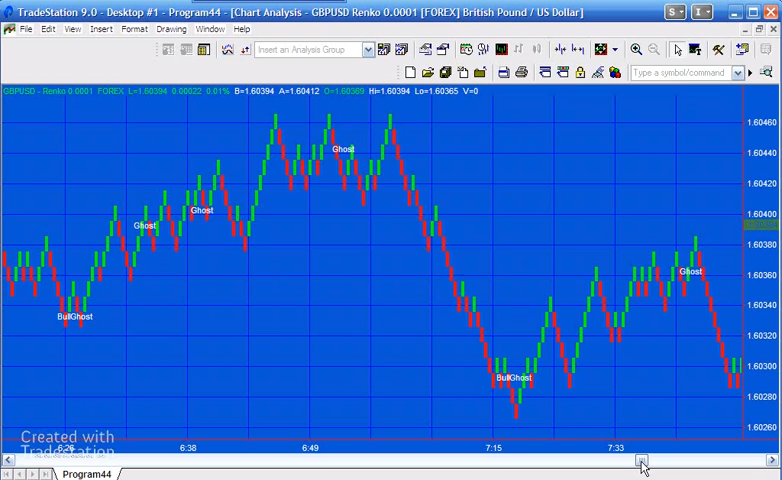 TradeStation 9.0 - Desktop #1 - Program44 - [Chart Analysis - GBPUSD Renko 0.0001 [FOREX] British Pound / US Dollar]
S
I
File Edit View Insert Format Drawing Window Help
Insert an Analysis Group
Type a symbol/command
GBPUSD - Renko 0.0001 FOREX L=1.60394 0.00022 0.01% B=1.60394 A=1.60412 O=1.60369 Hi=1.60394 Lo=1.60365 V=0
1.60460
Ghost
1.60440
1.60420
Ghost
1.60400
Ghost
1.60380
Ghost
1.60360
1.60340
BullGhost
1.60320
1.60300
BullGhost
1.60280
1.60260
Created with
TradeStation
6:38 6:49 7:15 7:33
Program44